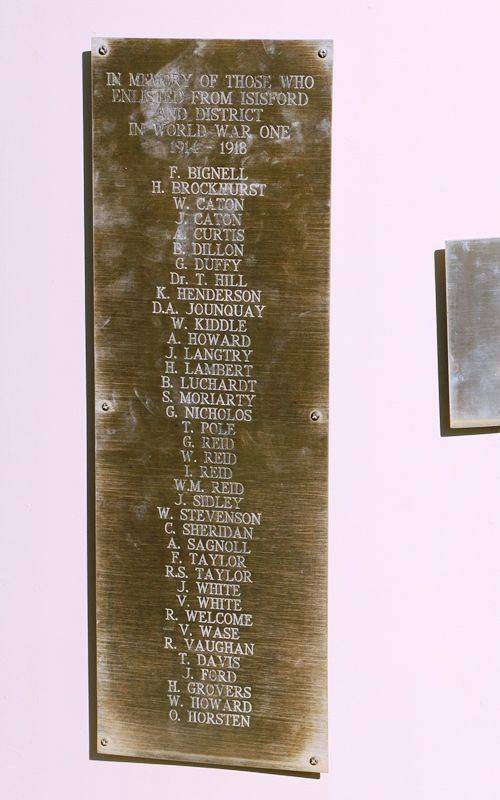 IN MEMORY OF THOSE WHO
ENLISTED FROM ISISFORD
AND DISTRICT
IN WORLD WAR ONE
1914 - 1918
F. BIGNELL
H. BROCKHURST
W. CATON
J. CATON
A. CURTIS
B. DILLON
G. DUFFY
Dr. T. HILL
K. HENDERSON
D.A. JOUNQUAY
W. KIDDLE
A. HOWARD
J. LANGTRY
H. LAMBERT
B. LUCHARDT
S. MORIARTY
G. NICHOLOS
T. POLE
G. REID
W. REID
I. REID
W.M. REID
J. SIDLEY
W. STEVENSON
C. SHERIDAN
A. SAGNOLL
F. TAYLOR
R.S. TAYLOR
J. WHITE
V. WHITE
R. WELCOME
V. WASE
R. VAUGHAN
T. DAVIS
J. FORD
H. GROVERS
W. HOWARD
O. HORSTEN